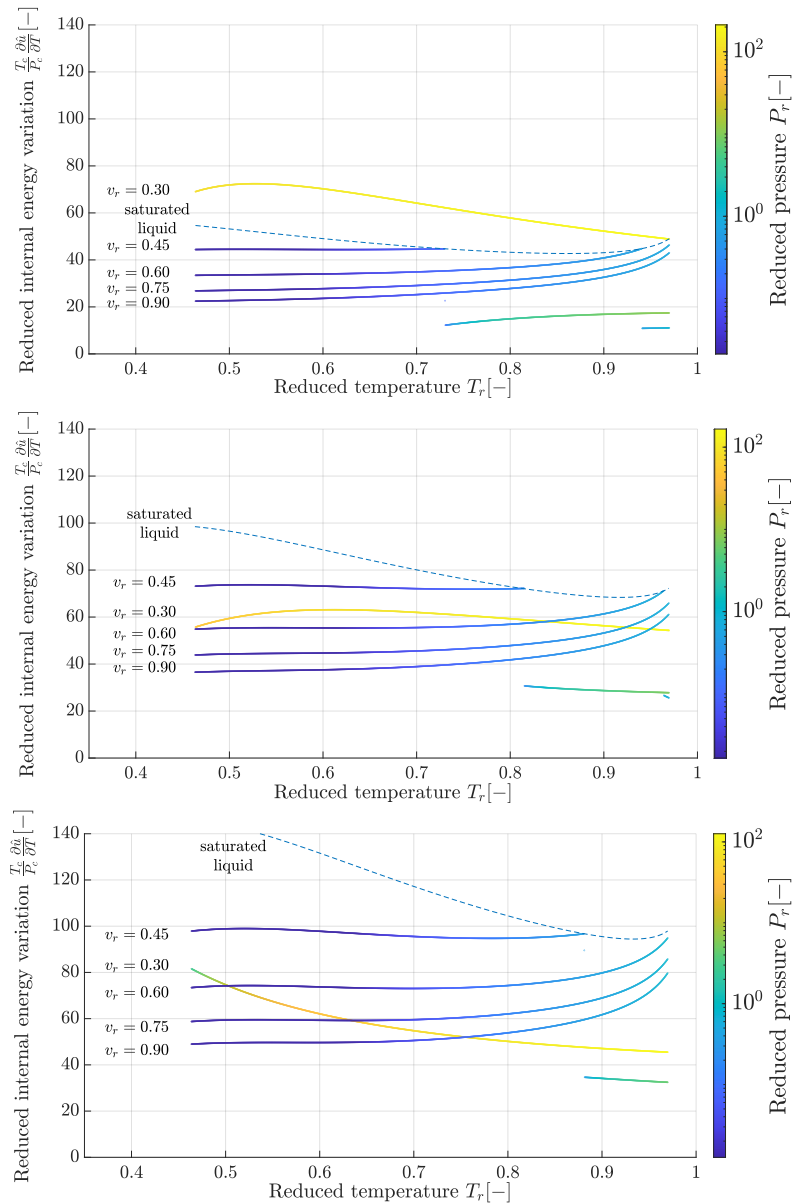 140
120
100
80
60
40
20
0
Reduced internal energy variation $\frac{T_c}{P_c}\frac{\partial \hat{u}}{\partial T}[-]$
v_r = 0.30
saturated
liquid
v_r = 0.45
v_r = 0.60
v_r = 0.75
v_r = 0.90
0.4 0.5 0.6 0.7 0.8 0.9 1
Reduced temperature T_r[−]
10^2
10^0
Reduced pressure P_r[−]
140
120
100
80
60
40
20
0
Reduced internal energy variation $\frac{T_c}{P_c}\frac{\partial \hat{u}}{\partial T}[-]$
saturated
liquid
v_r = 0.45
v_r = 0.30
v_r = 0.60
v_r = 0.75
v_r = 0.90
0.4 0.5 0.6 0.7 0.8 0.9 1
Reduced temperature T_r[−]
10^2
10^0
Reduced pressure P_r[−]
140
120
100
80
60
40
20
0
Reduced internal energy variation $\frac{T_c}{P_c}\frac{\partial \hat{u}}{\partial T}[-]$
saturated
liquid
v_r = 0.45
v_r = 0.30
v_r = 0.60
v_r = 0.75
v_r = 0.90
0.4 0.5 0.6 0.7 0.8 0.9 1
Reduced temperature T_r[−]
10^2
10^0
Reduced pressure P_r[−]